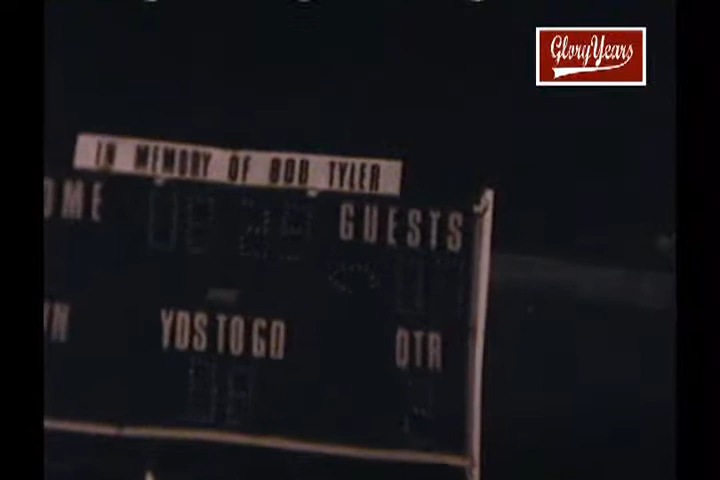 Glory Years
IN MEMORY OF BOB TYLER
OME GUESTS
YDS TO GO QTR